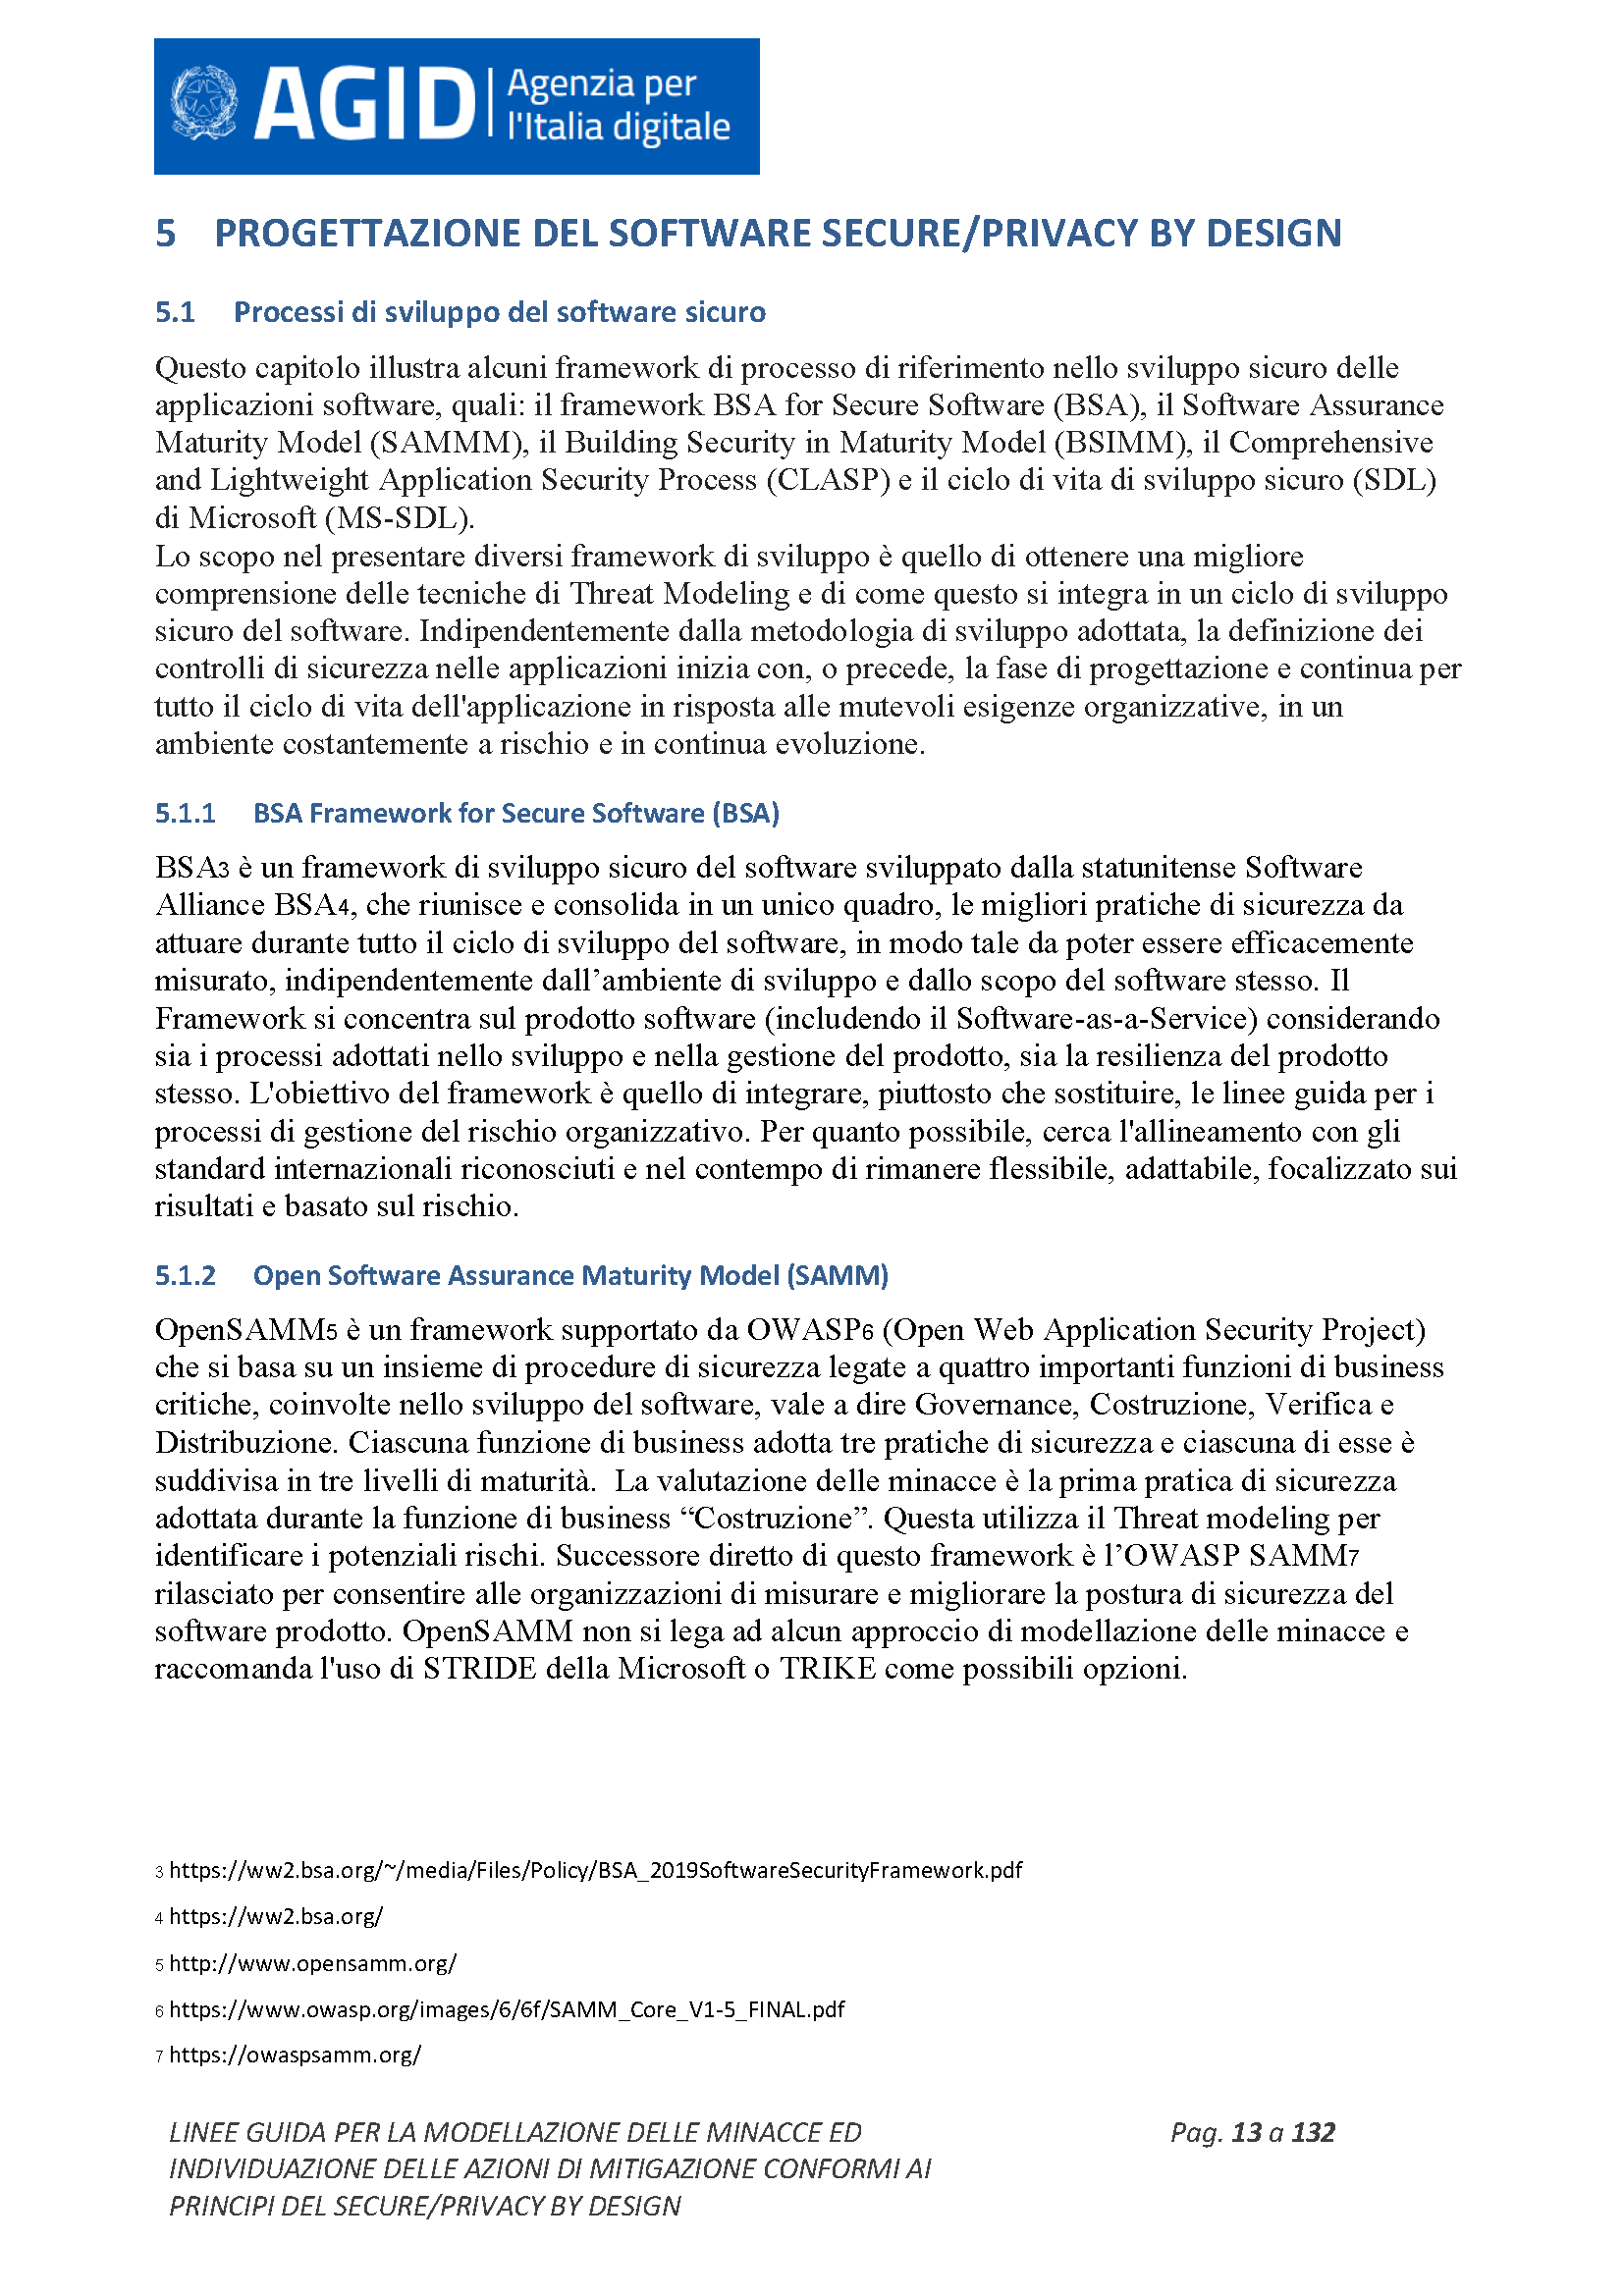 AGID Agenzia per
l'Italia digitale
5 PROGETTAZIONE DEL SOFTWARE SECURE/PRIVACY BY DESIGN
5.1 Processi di sviluppo del software sicuro
Questo capitolo illustra alcuni framework di processo di riferimento nello sviluppo sicuro delle
applicazioni software, quali: il framework BSA for Secure Software (BSA), il Software Assurance
Maturity Model (SAMMM), il Building Security in Maturity Model (BSIMM), il Comprehensive
and Lightweight Application Security Process (CLASP) e il ciclo di vita di sviluppo sicuro (SDL)
di Microsoft (MS-SDL).
Lo scopo nel presentare diversi framework di sviluppo è quello di ottenere una migliore
comprensione delle tecniche di Threat Modeling e di come questo si integra in un ciclo di sviluppo
sicuro del software. Indipendentemente dalla metodologia di sviluppo adottata, la definizione dei
controlli di sicurezza nelle applicazioni inizia con, o precede, la fase di progettazione e continua per
tutto il ciclo di vita dell'applicazione in risposta alle mutevoli esigenze organizzative, in un
ambiente costantemente a rischio e in continua evoluzione.
5.1.1 BSA Framework for Secure Software (BSA)
BSA3 è un framework di sviluppo sicuro del software sviluppato dalla statunitense Software
Alliance BSA4, che riunisce e consolida in un unico quadro, le migliori pratiche di sicurezza da
attuare durante tutto il ciclo di sviluppo del software, in modo tale da poter essere efficacemente
misurato, indipendentemente dall’ambiente di sviluppo e dallo scopo del software stesso. Il
Framework si concentra sul prodotto software (includendo il Software-as-a-Service) considerando
sia i processi adottati nello sviluppo e nella gestione del prodotto, sia la resilienza del prodotto
stesso. L'obiettivo del framework è quello di integrare, piuttosto che sostituire, le linee guida per i
processi di gestione del rischio organizzativo. Per quanto possibile, cerca l'allineamento con gli
standard internazionali riconosciuti e nel contempo di rimanere flessibile, adattabile, focalizzato sui
risultati e basato sul rischio.
5.1.2 Open Software Assurance Maturity Model (SAMM)
OpenSAMM5 è un framework supportato da OWASP6 (Open Web Application Security Project)
che si basa su un insieme di procedure di sicurezza legate a quattro importanti funzioni di business
critiche, coinvolte nello sviluppo del software, vale a dire Governance, Costruzione, Verifica e
Distribuzione. Ciascuna funzione di business adotta tre pratiche di sicurezza e ciascuna di esse è
suddivisa in tre livelli di maturità. La valutazione delle minacce è la prima pratica di sicurezza
adottata durante la funzione di business “Costruzione”. Questa utilizza il Threat modeling per
identificare i potenziali rischi. Successore diretto di questo framework è l’OWASP SAMM7
rilasciato per consentire alle organizzazioni di misurare e migliorare la postura di sicurezza del
software prodotto. OpenSAMM non si lega ad alcun approccio di modellazione delle minacce e
raccomanda l'uso di STRIDE della Microsoft o TRIKE come possibili opzioni.
3 https://ww2.bsa.org/~/media/Files/Policy/BSA_2019SoftwareSecurityFramework.pdf
4 https://ww2.bsa.org/
5 http://www.opensamm.org/
6 https://www.owasp.org/images/6/6f/SAMM_Core_V1-5_FINAL.pdf
7 https://owaspsamm.org/
LINEE GUIDA PER LA MODELLAZIONE DELLE MINACCE ED Pag. 13 a 132
INDIVIDUAZIONE DELLE AZIONI DI MITIGAZIONE CONFORMI AI
PRINCIPI DEL SECURE/PRIVACY BY DESIGN